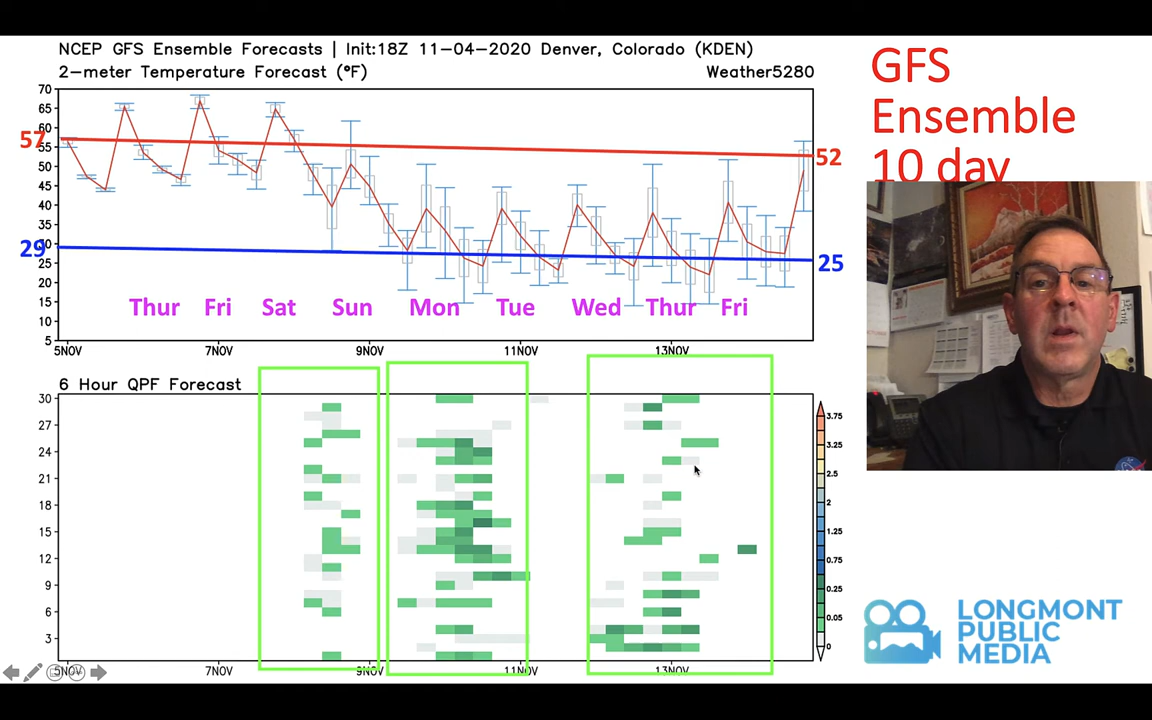 NCEP GFS Ensemble Forecasts | Init:18Z 11-04-2020 Denver, Colorado (KDEN)
2-meter Temperature Forecast (°F)
Weather5280
70
65
60
57
55
50
45
40
35
30
29
25
20
15
10
5
52
25
Thur Fri Sat Sun Mon Tue Wed Thur Fri
5NOV 7NOV 9NOV 11NOV 13NOV
6 Hour QPF Forecast
30
27
24
21
18
15
12
9
6
3
5NOV 7NOV 9NOV 11NOV 13NOV
3.75
3.25
2.5
2
1.25
0.75
0.25
0.05
0
GFS
Ensemble
10 day
LONGMONT
PUBLIC
MEDIA